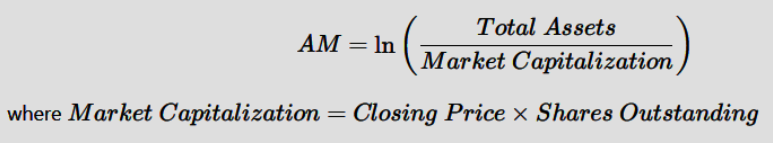 AM = ln ( Total Assets / Market Capitalization )
where Market Capitalization = Closing Price × Shares Outstanding